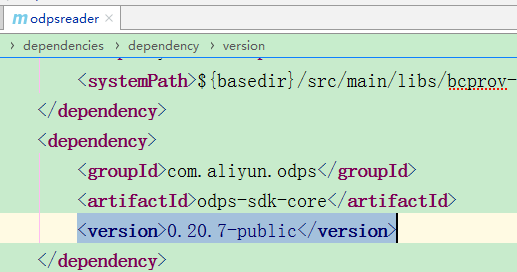 m odpsreader ×
> dependencies > dependency > version
<systemPath>${basedir}/src/main/libs/bcprov-
</dependency>
<dependency>
<groupId>com.aliyun.odps</groupId>
<artifactId>odps-sdk-core</artifactId>
<version>0.20.7-public</version>
</dependency>